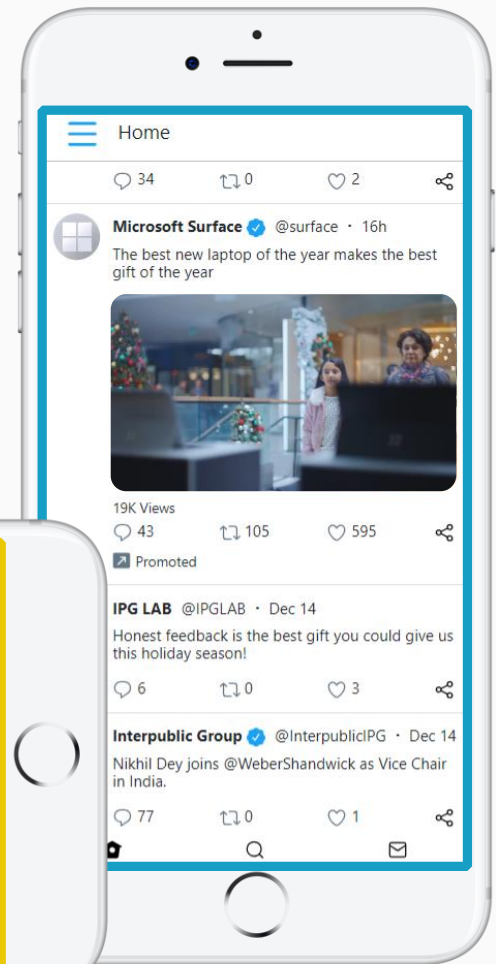 Home
34 0 2
Microsoft Surface @surface · 16h
The best new laptop of the year makes the best
gift of the year
19K Views
43 105 595
Promoted
IPG LAB @IPGLAB · Dec 14
Honest feedback is the best gift you could give us
this holiday season!
6 0 3
Interpublic Group @InterpublicIPG · Dec 14
Nikhil Dey joins @WeberShandwick as Vice Chair
in India.
77 0 1